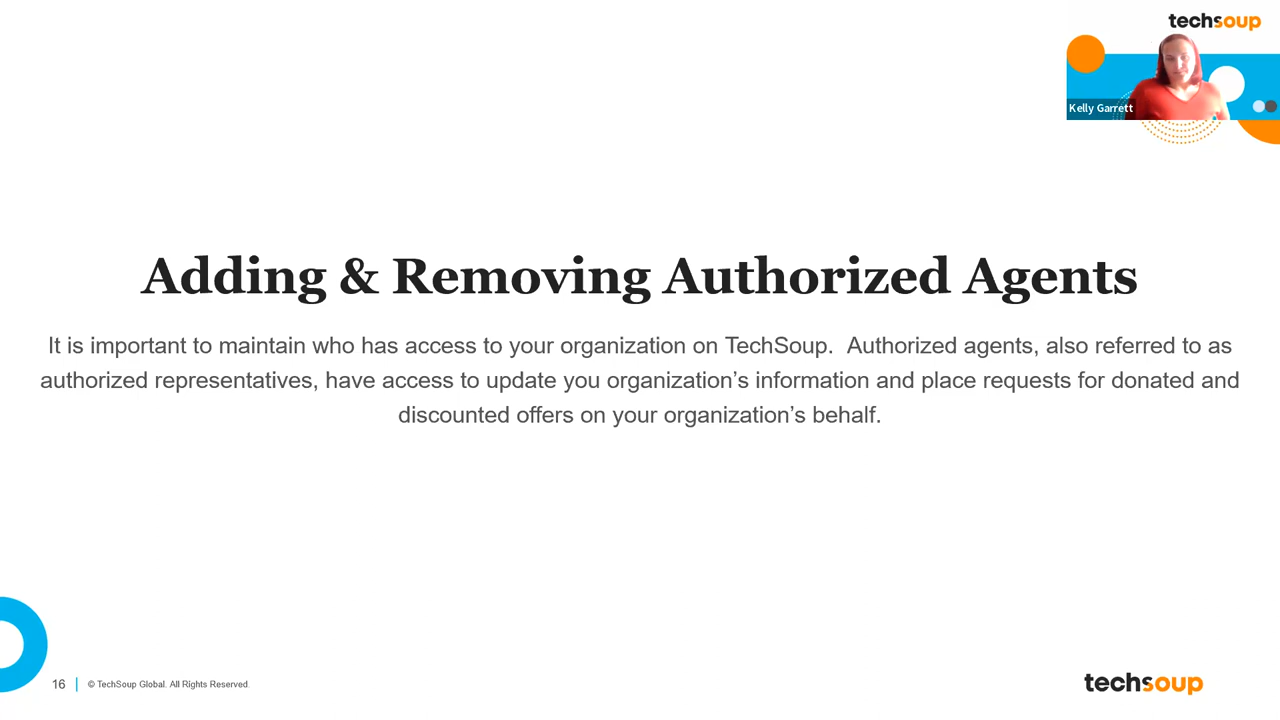 techsoup
Kelly Garrett
Adding & Removing Authorized Agents
It is important to maintain who has access to your organization on TechSoup.  Authorized agents, also referred to as
authorized representatives, have access to update you organization's information and place requests for donated and
discounted offers on your organization's behalf.
16
© TechSoup Global. All Rights Reserved.
techsoup